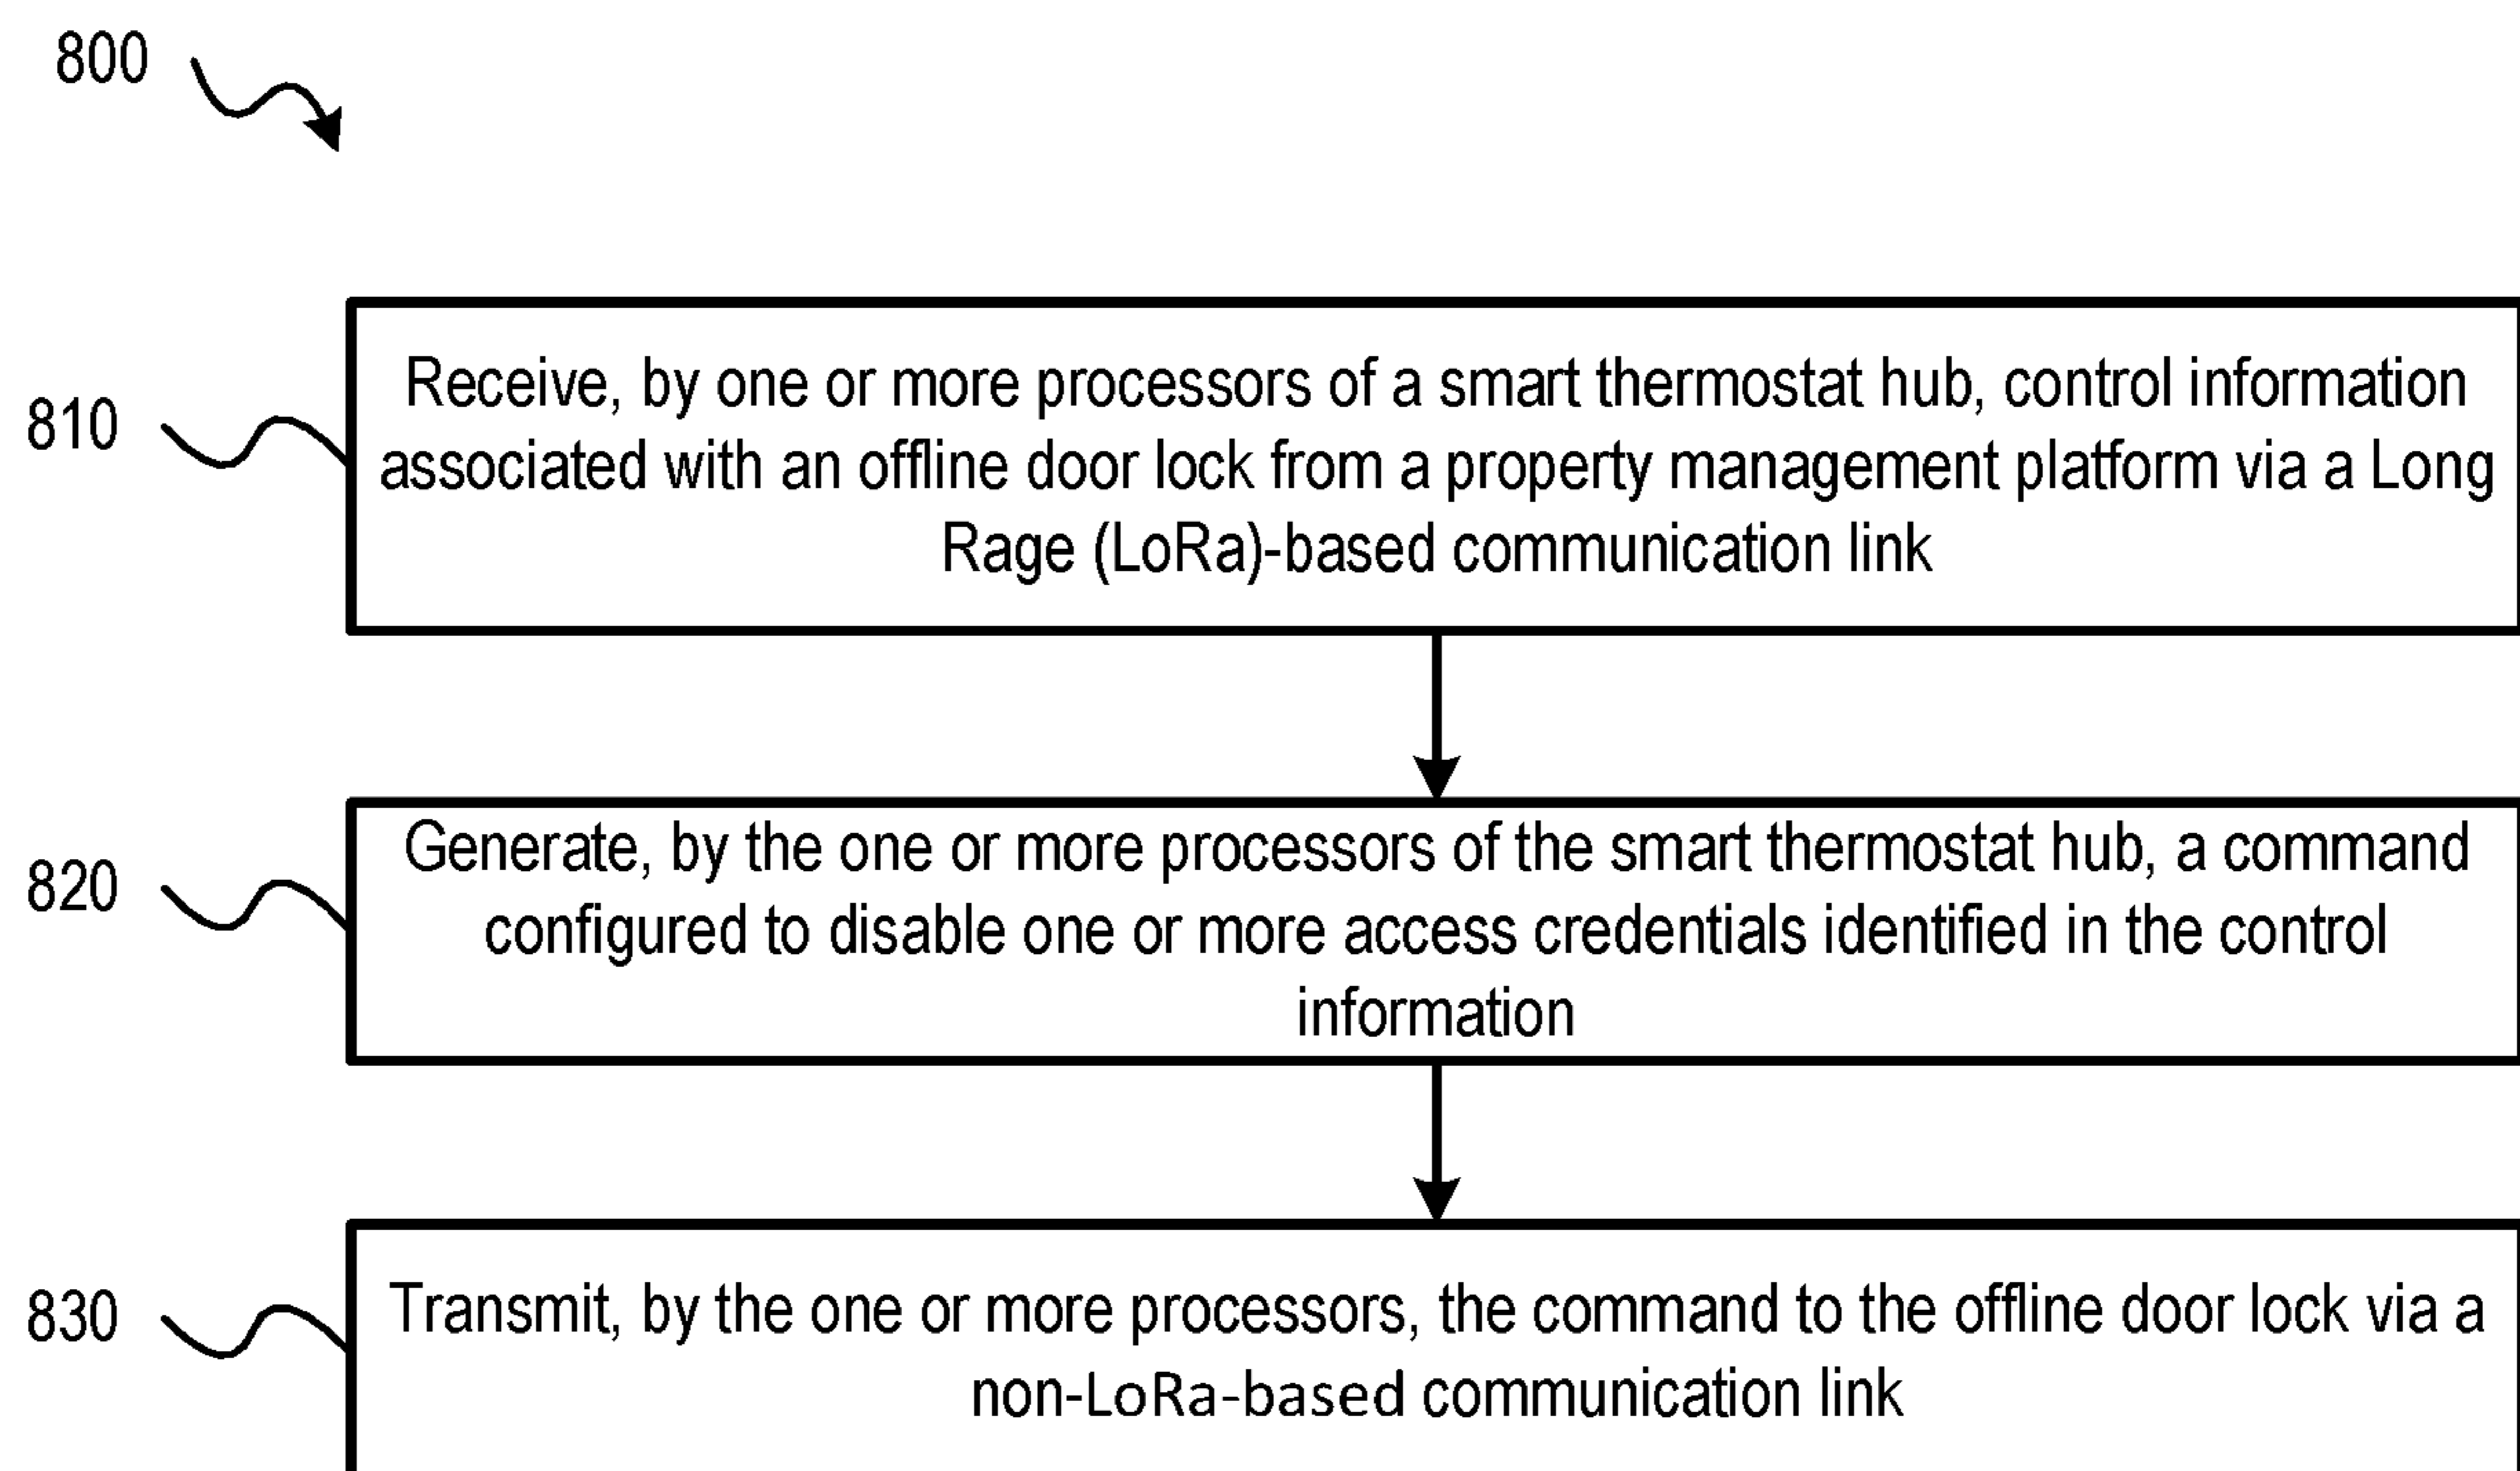 800
810
Receive, by one or more processors of a smart thermostat hub, control information
associated with an offline door lock from a property management platform via a Long
Rage (LoRa)-based communication link
820
Generate, by the one or more processors of the smart thermostat hub, a command
configured to disable one or more access credentials identified in the control
information
830
Transmit, by the one or more processors, the command to the offline door lock via a
non-LoRa-based communication link